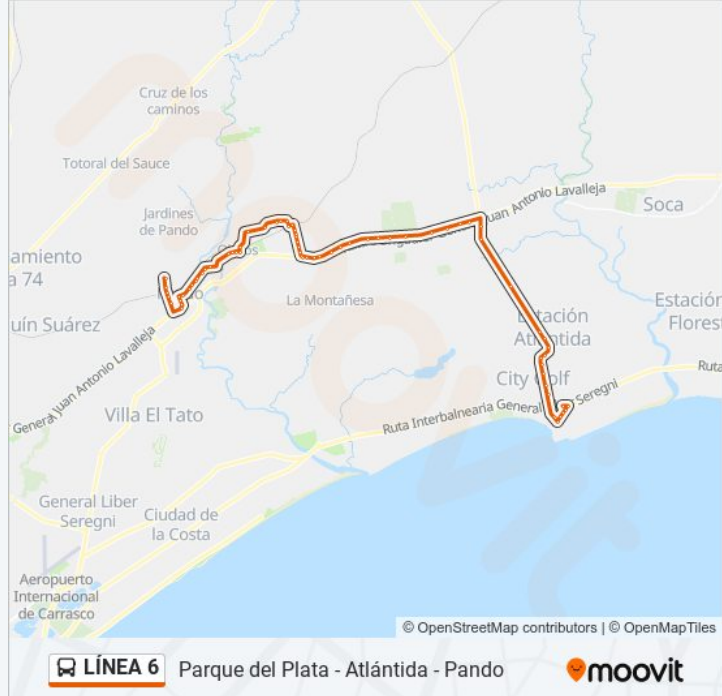 Cruz de los
caminos
Totoral del Sauce
Jardines
de Pando
Juan Antonio Lavalleja
Soca
amiento
a 74
La Montañesa
Estación
Atlántida
Estación
Florest
uín Suárez
City Golf
Ruta
General Juan Antonio Lavalleja
Villa El Tato
Ruta Interbalnearia General
Seregni
General Liber
Seregni
Ciudad de
la Costa
Aeropuerto
Internacional
de Carrasco
moovit
© OpenStreetMap contributors | © OpenMapTiles
LÍNEA 6
Parque del Plata - Atlántida - Pando
moovit